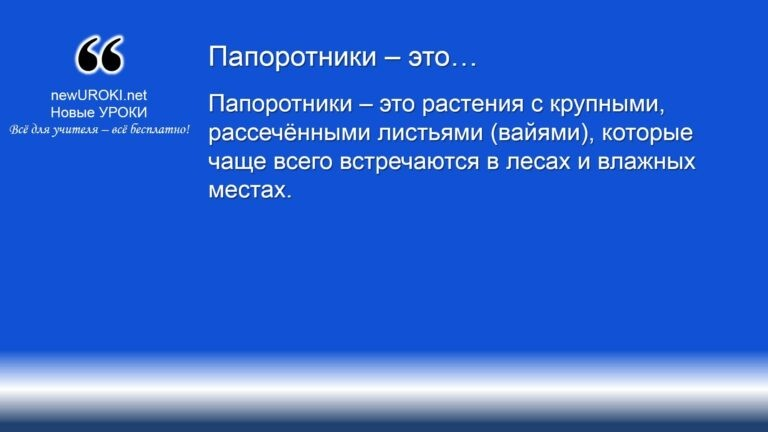 ❝
newUROKI.net
Новые УРОКИ
Всё для учителя – всё бесплатно!
Папоротники – это…
Папоротники – это растения с крупными,
рассечёнными листьями (вайями), которые
чаще всего встречаются в лесах и влажных
местах.